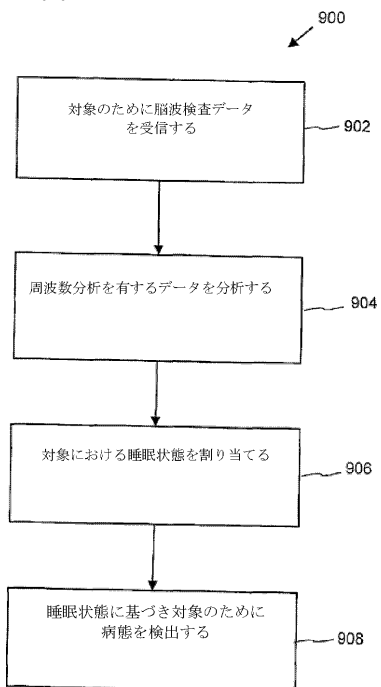 900
対象のために脳波検査データ
を受信する
902
周波数分析を有するデータを分析する
904
対象における睡眠状態を割り当てる
906
睡眠状態に基づき対象のために
病態を検出する
908